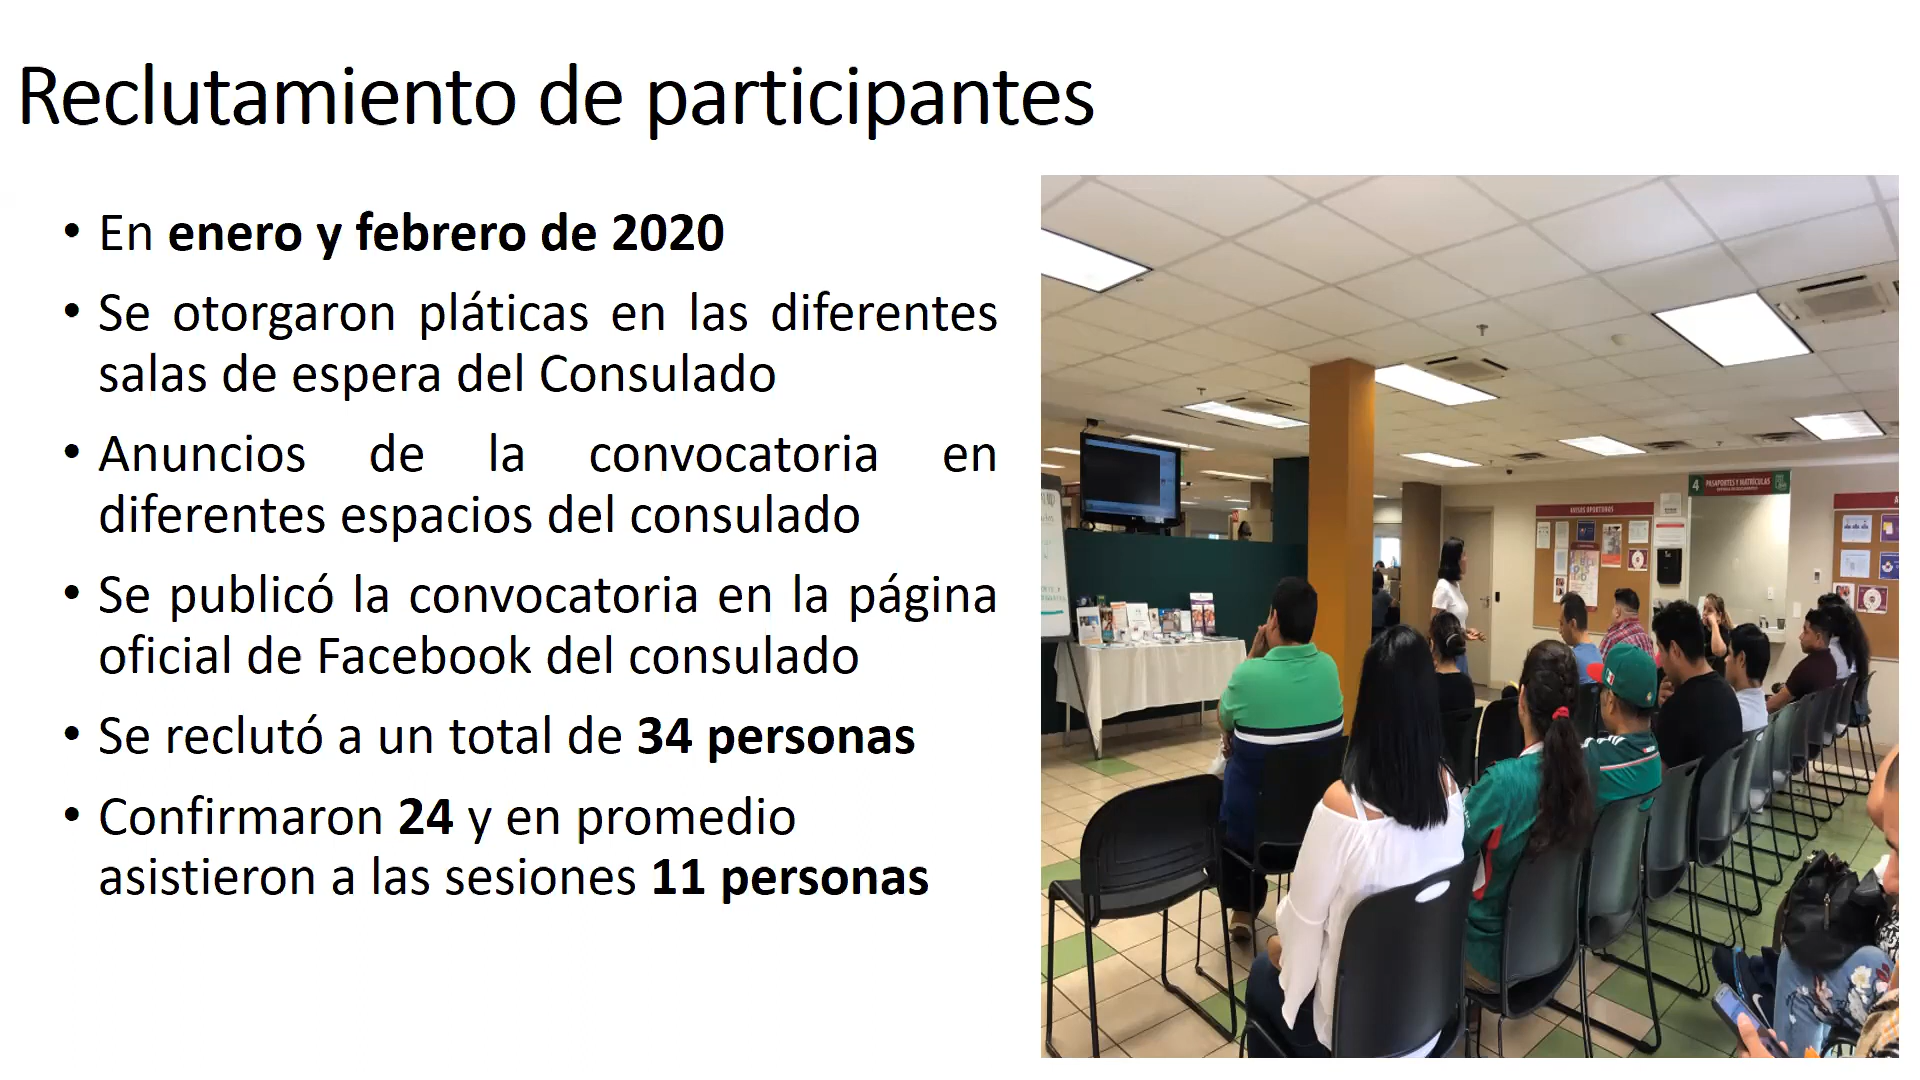 Reclutamiento de participantes
• En enero y febrero de 2020
• Se otorgaron pláticas en las diferentes
salas de espera del Consulado
• Anuncios de la convocatoria en
diferentes espacios del consulado
• Se publicó la convocatoria en la página
oficial de Facebook del consulado
• Se reclutó a un total de 34 personas
• Confirmaron 24 y en promedio
asistieron a las sesiones 11 personas
4 PASAPORTES Y MATRÍCULAS
AVISOS OPORTUNOS